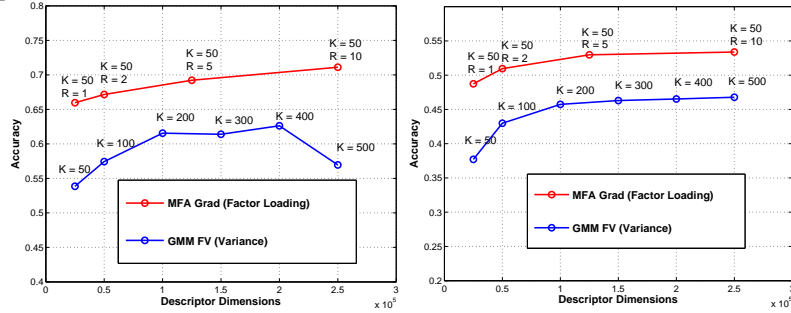 0.8
0.75
0.7
0.65
0.6
0.55
0.5
0.45
0.4
Accuracy
K = 50
R = 1
K = 50
R = 2
K = 50
R = 5
K = 50
R = 10
K = 50
K = 100
K = 200
K = 300
K = 400
K = 500
MFA Grad (Factor Loading)
GMM FV (Variance)
0 0.5 1 1.5 2 2.5 3
Descriptor Dimensions
x 10^5
0.55
0.5
0.45
0.4
0.35
0.3
0.25
0.2
Accuracy
K = 50
R = 1
K = 50
R = 2
K = 50
R = 5
K = 50
R = 10
K = 50
K = 100
K = 200
K = 300
K = 400
K = 500
MFA Grad (Factor Loading)
GMM FV (Variance)
0 0.5 1 1.5 2 2.5 3
Descriptor Dimensions
x 10^5